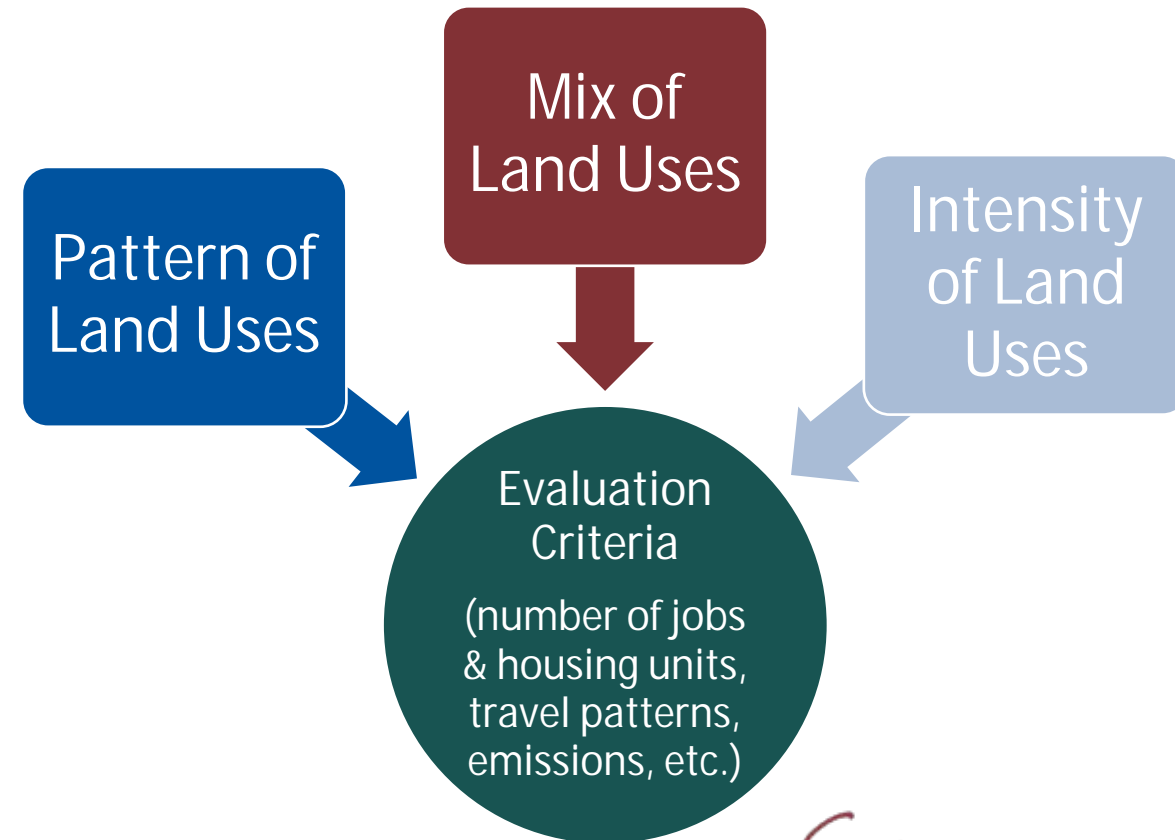 Mix of
Land Uses
Pattern of
Land Uses
Intensity
of Land
Uses
Evaluation
Criteria
(number of jobs
& housing units,
travel patterns,
emissions, etc.)